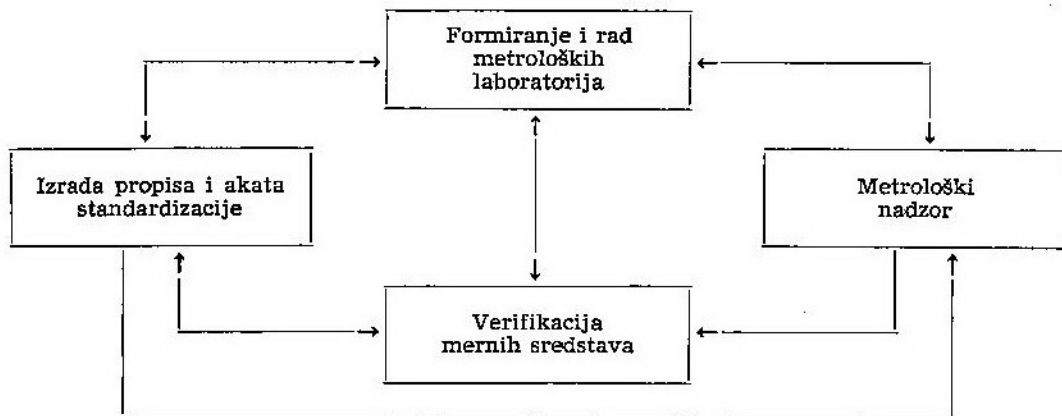 Formiranje i rad
metroloških
laboratorija
Izrada propisa i akata
standardizacije
Metrološki
nadzor
Verifikacija
mernih sredstava